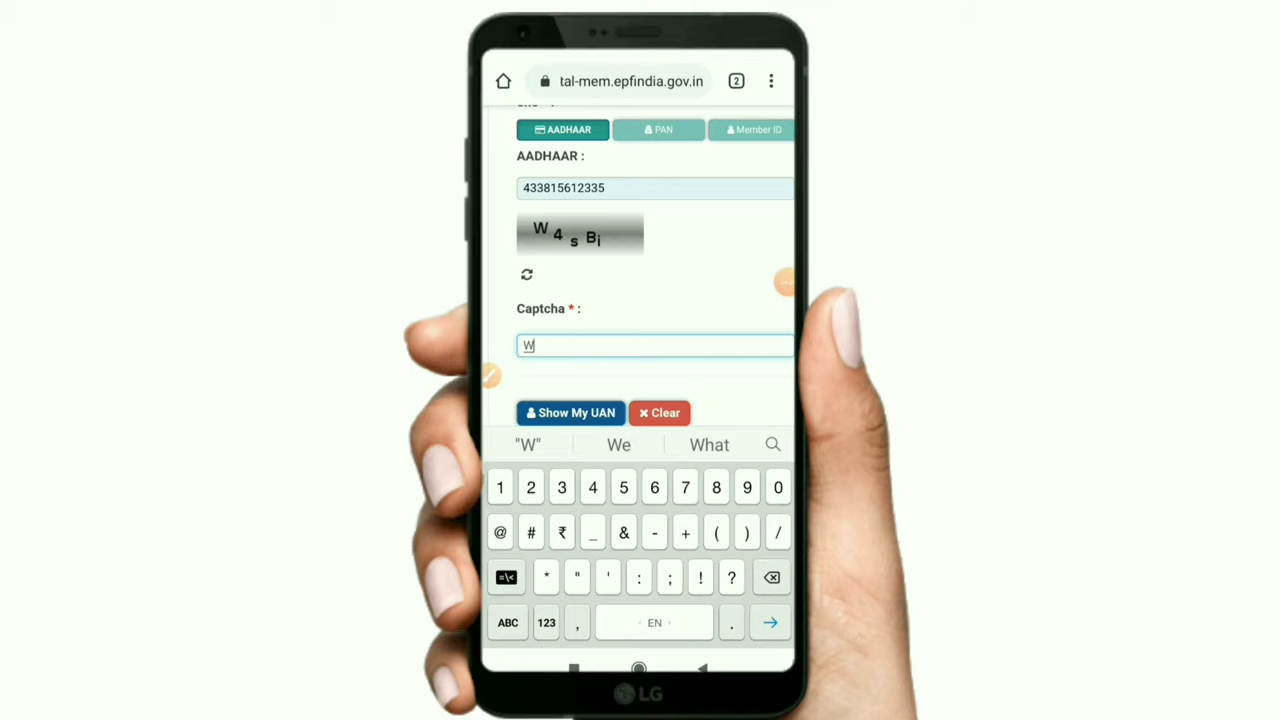 tal-mem.epfindia.gov.in 2
AADHAAR PAN Member ID
AADHAAR :
433815612335
W 4 s B i
Captcha * :
W
Show My UAN Clear
"W" We What
1 2 3 4 5 6 7 8 9 0
@ # ₹ _ & - + ( ) /
=\< * " ' : ; ! ?
ABC 123 , EN .
LG